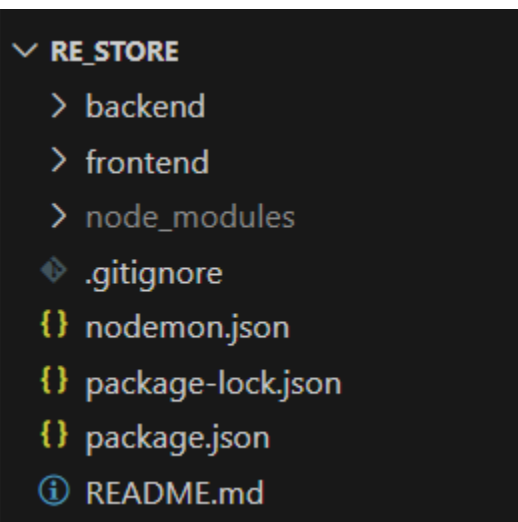 RE_STORE
backend
frontend
node_modules
.gitignore
nodemon.json
package-lock.json
package.json
README.md